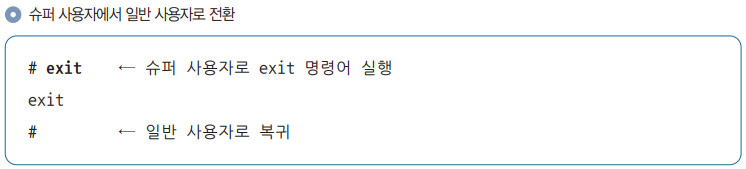 슈퍼 사용자에서 일반 사용자로 전환
# exit ← 슈퍼 사용자로 exit 명령어 실행
exit
# ← 일반 사용자로 복귀